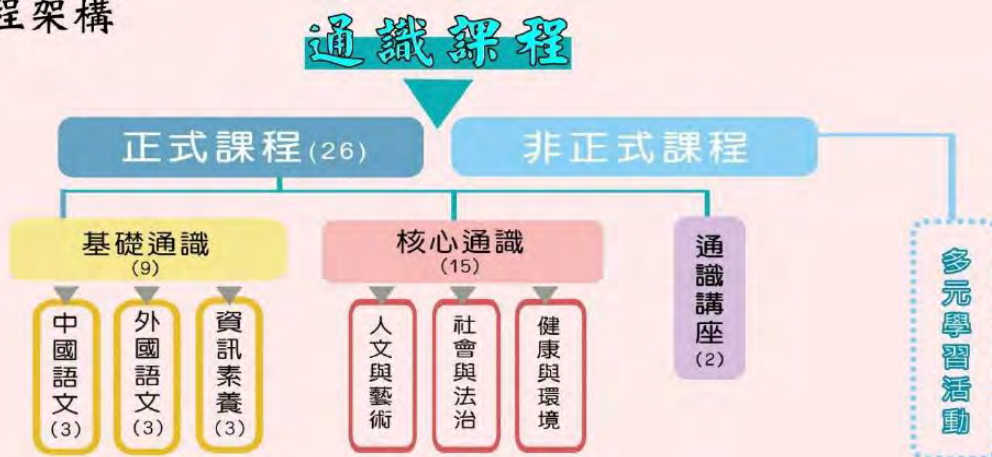 程架構
通識課程
正式課程(26)
非正式課程
基礎通識
(9)
核心通識
(15)
通識講座
(2)
多元學習活動
中國語文
(3)
外國語文
(3)
資訊素養
(3)
人文與藝術
社會與法治
健康與環境